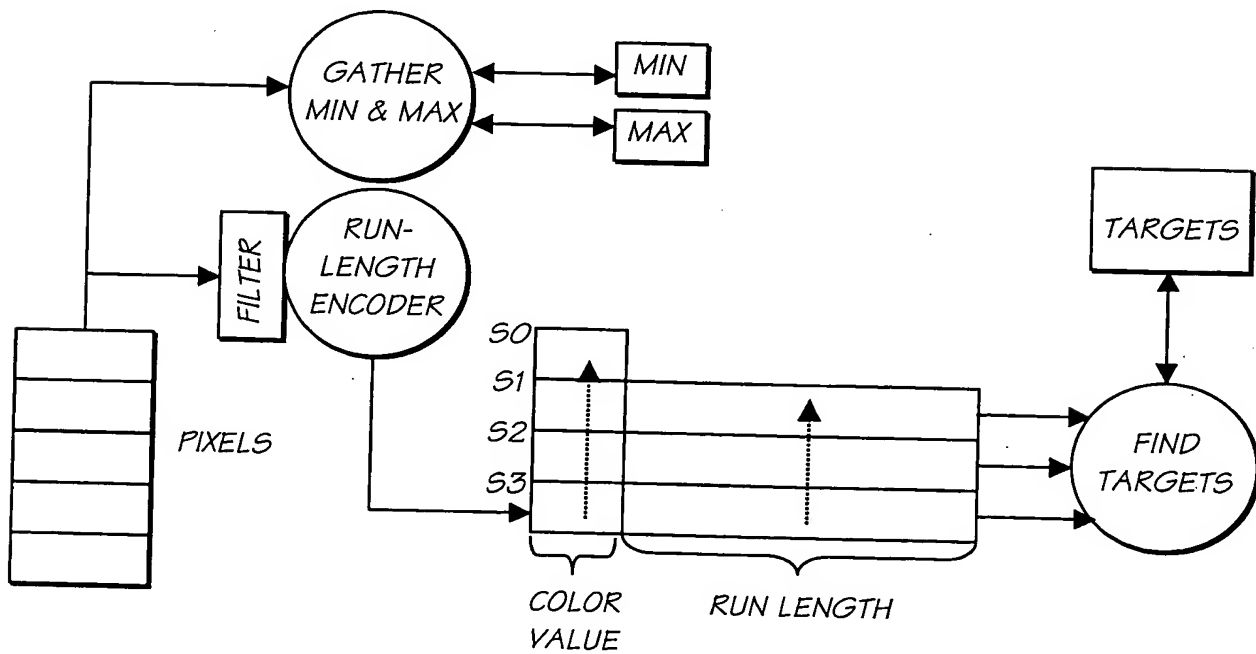 GATHER
MIN & MAX
MIN
MAX
FILTER
RUN-
LENGTH
ENCODER
TARGETS
S0
S1
S2
S3
PIXELS
FIND
TARGETS
COLOR
VALUE
RUN LENGTH